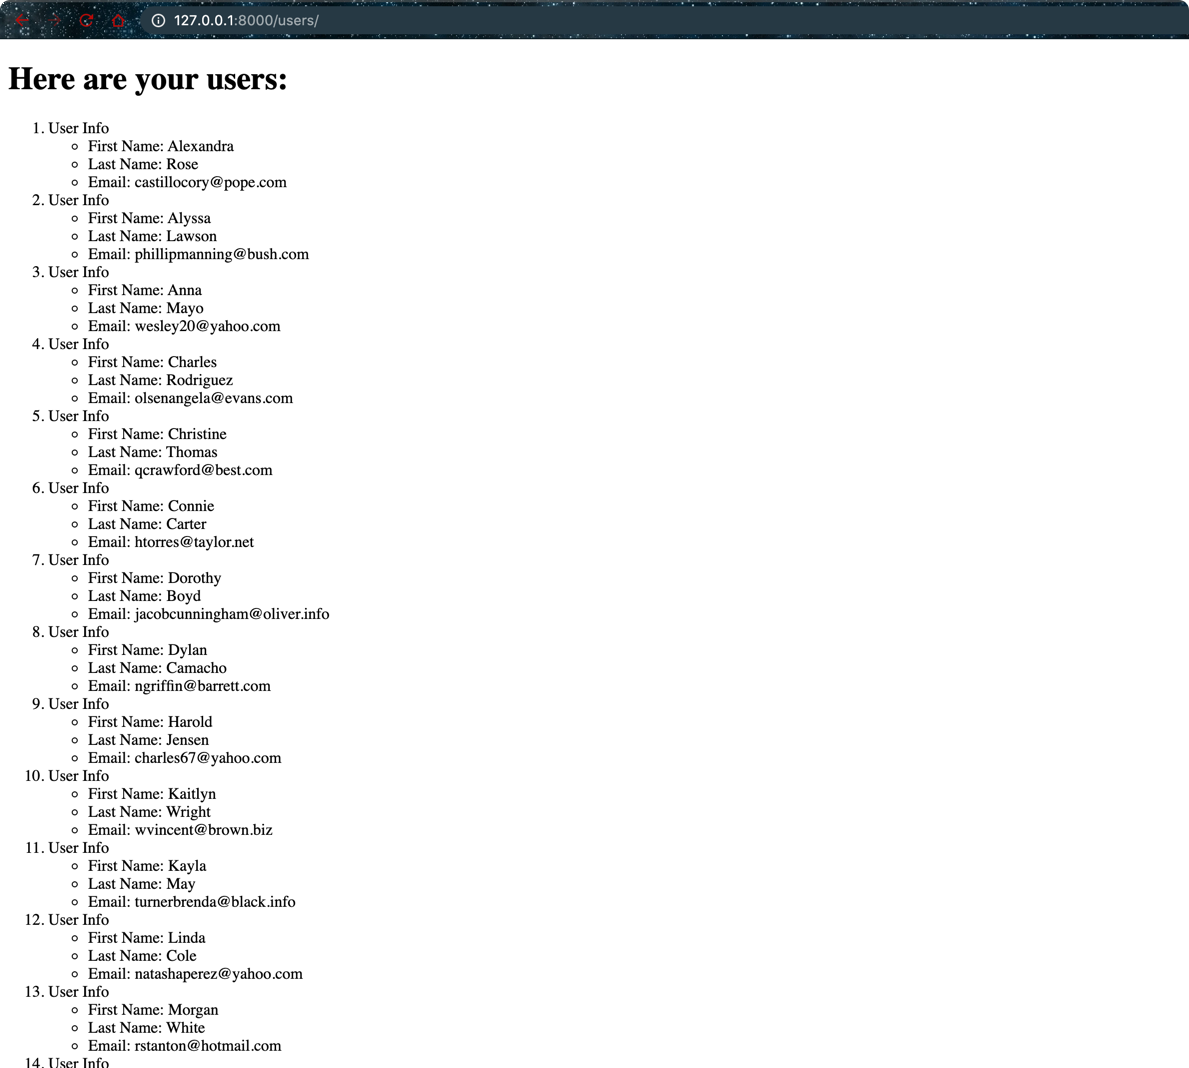 127.0.0.1:8000/users/
Here are your users:
1. User Info
First Name: Alexandra
Last Name: Rose
Email: castillocory@pope.com
2. User Info
First Name: Alyssa
Last Name: Lawson
Email: phillipmanning@bush.com
3. User Info
First Name: Anna
Last Name: Mayo
Email: wesley20@yahoo.com
4. User Info
First Name: Charles
Last Name: Rodriguez
Email: olsenangela@evans.com
5. User Info
First Name: Christine
Last Name: Thomas
Email: qcrawford@best.com
6. User Info
First Name: Connie
Last Name: Carter
Email: htorres@taylor.net
7. User Info
First Name: Dorothy
Last Name: Boyd
Email: jacobcunningham@oliver.info
8. User Info
First Name: Dylan
Last Name: Camacho
Email: ngriffin@barrett.com
9. User Info
First Name: Harold
Last Name: Jensen
Email: charles67@yahoo.com
10. User Info
First Name: Kaitlyn
Last Name: Wright
Email: wvincent@brown.biz
11. User Info
First Name: Kayla
Last Name: May
Email: turnerbrenda@black.info
12. User Info
First Name: Linda
Last Name: Cole
Email: natashaperez@yahoo.com
13. User Info
First Name: Morgan
Last Name: White
Email: rstanton@hotmail.com
14. User Info